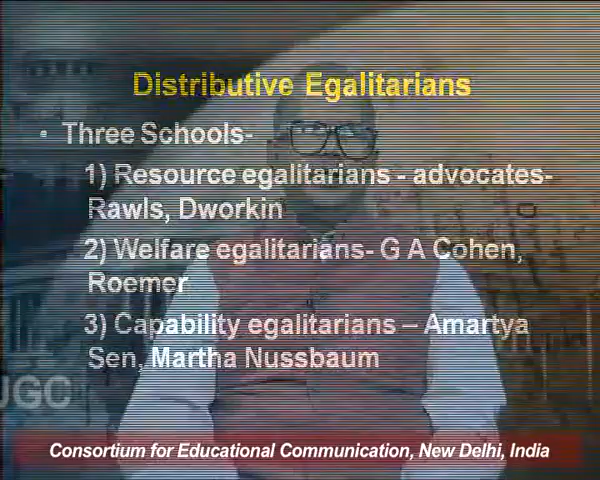 Distributive Egalitarians
• Three Schools-
1) Resource egalitarians - advocates-
Rawls, Dworkin
2) Welfare egalitarians- G A Cohen,
Roemer
3) Capability egalitarians – Amartya
Sen, Martha Nussbaum
UGC
Consortium for Educational Communication, New Delhi, India